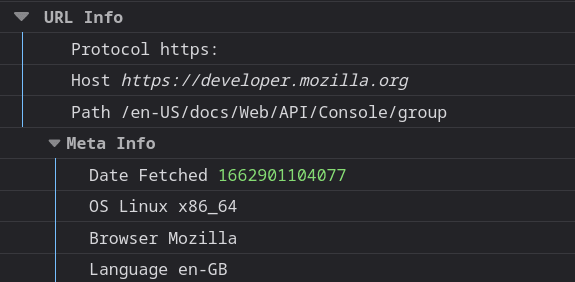 URL Info
Protocol https:
Host https://developer.mozilla.org
Path /en-US/docs/Web/API/Console/group
Meta Info
Date Fetched 1662901104077
OS Linux x86_64
Browser Mozilla
Language en-GB